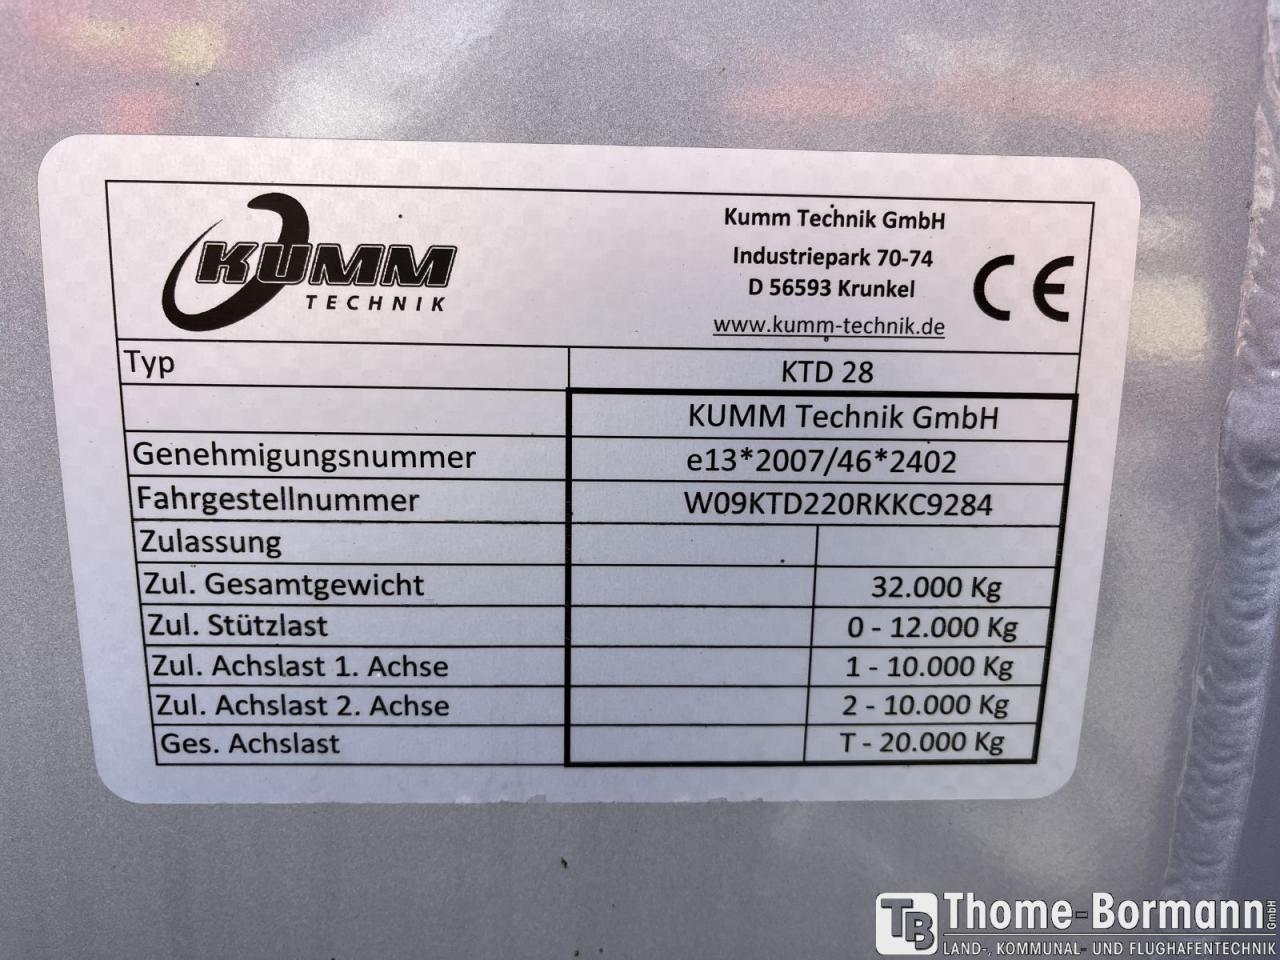 KUMM
TECHNIK
Kumm Technik GmbH
Industriepark 70-74
D 56593 Krunkel
www.kumm-technik.de
CE
Typ KTD 28
KUMM Technik GmbH
Genehmigungsnummer e13*2007/46*2402
Fahrgestellnummer W09KTD220RKKC9284
Zulassung
Zul. Gesamtgewicht 32.000 Kg
Zul. Stützlast 0 - 12.000 Kg
Zul. Achslast 1. Achse 1 - 10.000 Kg
Zul. Achslast 2. Achse 2 - 10.000 Kg
Ges. Achslast T - 20.000 Kg
TB Thome-Bormann GmbH
LAND-, KOMMUNAL- UND FLUGHAFENTECHNIK